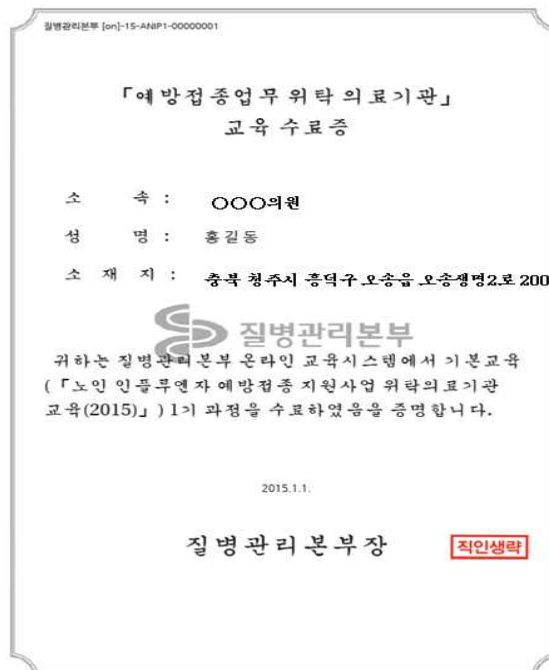 질병관리본부 [on]-15-ANIP1-00000001
「예방접종업무 위탁 의료기관」
교육 수료증
소 속 : ○○○의원
성 명 : 홍길동
소 재 지 : 충북 청주시 흥덕구 오송읍 오송생명2로 200
질병관리본부
귀하는 질병관리본부 온라인 교육시스템에서 기본교육
(「노인 인플루엔자 예방접종 지원사업 위탁의료기관
교육(2015)」) 1기 과정을 수료하였음을 증명합니다.
2015.1.1.
질병관리본부장
직인생략